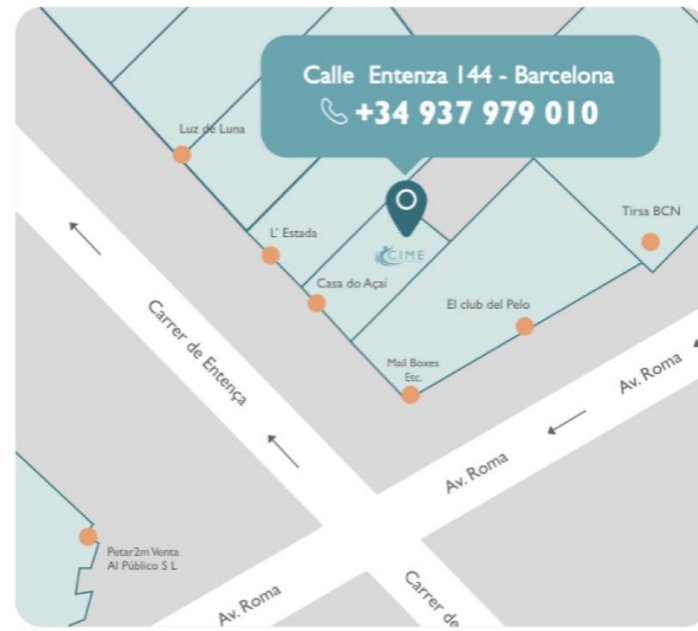 Calle Entenza 144 - Barcelona
+34 937 979 010
Luz de Luna
Tirsa BCN
L' Estada
CIME
Casa do Açaí
El club del Pelo
Carrer de Entença
Mail Boxes
Etc.
Av. Roma
Av. Roma
Petar2m Venta
Al Público S L
Av. Roma
Carrer de